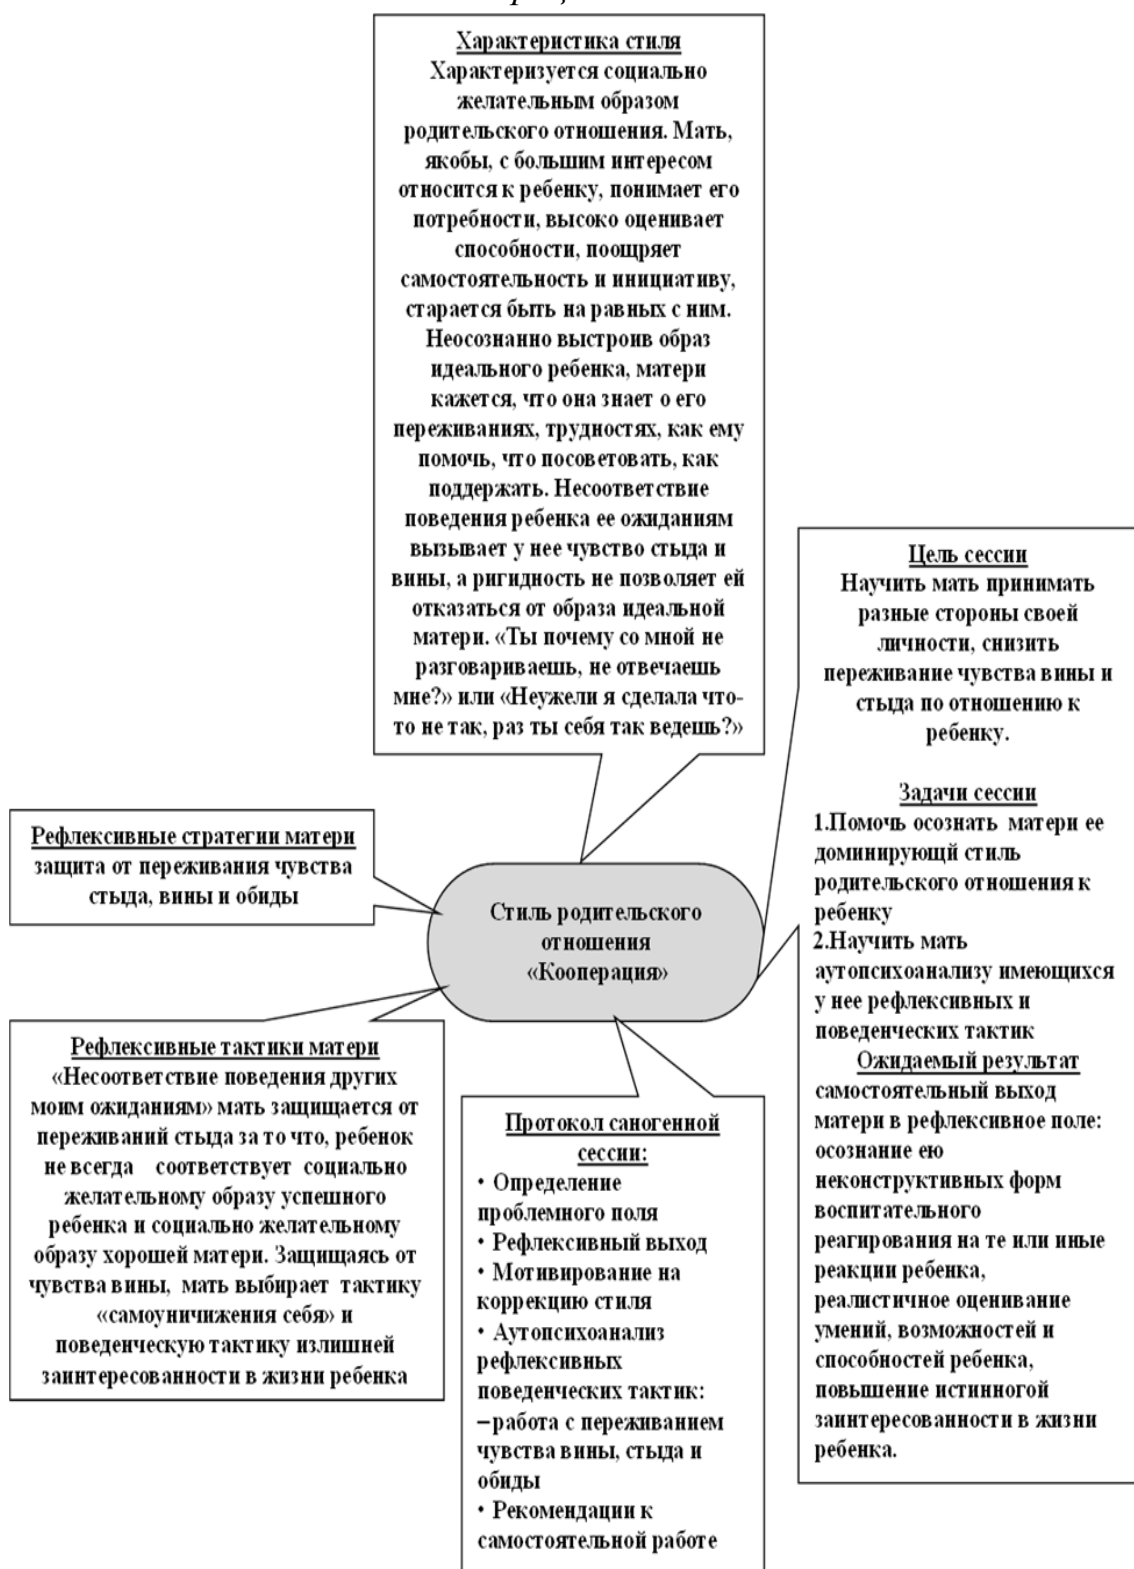 Характеристика стиля
Характеризуется социально
желательным образом
родительского отношения. Мать,
якобы, с большим интересом
относится к ребенку, понимает его
потребности, высоко оценивает
способности, поощряет
самостоятельность и инициативу,
старается быть на равных с ним.
Неосознанно выстроив образ
идеального ребенка, матери
кажется, что она знает о его
переживаниях, трудностях, как ему
помочь, что посоветовать, как
поддержать. Несоответствие
поведения ребенка ее ожиданиям
вызывает у нее чувство стыда и
вины, а ригидность не позволяет ей
отказаться от образа идеальной
матери. «Ты почему со мной не
разговариваешь, не отвечаешь
мне?» или «Неужели я сделала что-
то не так, раз ты себя так ведешь?»
Цель сессии
Научить мать принимать
разные стороны своей
личности, снизить
переживание чувства вины и
стыда по отношению к
ребенку.
Задачи сессии
1.Помочь осознать матери ее
доминирующй стиль
родительского отношения к
ребенку
2.Научить мать
аутопсихоанализу имеющихся
у нее рефлексивных и
поведенческих тактик
Ожидаемый результат
самостоятельный выход
матери в рефлексивное поле:
осознание ею
неконструктивных форм
воспитательного
реагирования на те или иные
реакции ребенка,
реалистичное оценивание
умений, возможностей и
способностей ребенка,
повышение истинногой
заинтересованности в жизни
ребенка.
Рефлексивные стратегии матери
защита от переживания чувства
стыда, вины и обиды
Стиль родительского
отношения
«Кооперация»
Рефлексивные тактики матери
«Несоответствие поведения других
моим ожиданиям» мать защищается от
переживаний стыда за то что, ребенок
не всегда соответствует социально
желательному образу успешного
ребенка и социально желательному
образу хорошей матери. Защищаясь от
чувства вины, мать выбирает тактику
«самоуничижения себя» и
поведенческую тактику излишней
заинтересованности в жизни ребенка
Протокол саногенной
сессии:
• Определение
проблемного поля
• Рефлексивный выход
• Мотивирование на
коррекцию стиля
• Аутопсихоанализ
рефлексивных
поведенческих тактик:
–работа с переживанием
чувства вины, стыда и
обиды
• Рекомендации к
самостоятельной работе